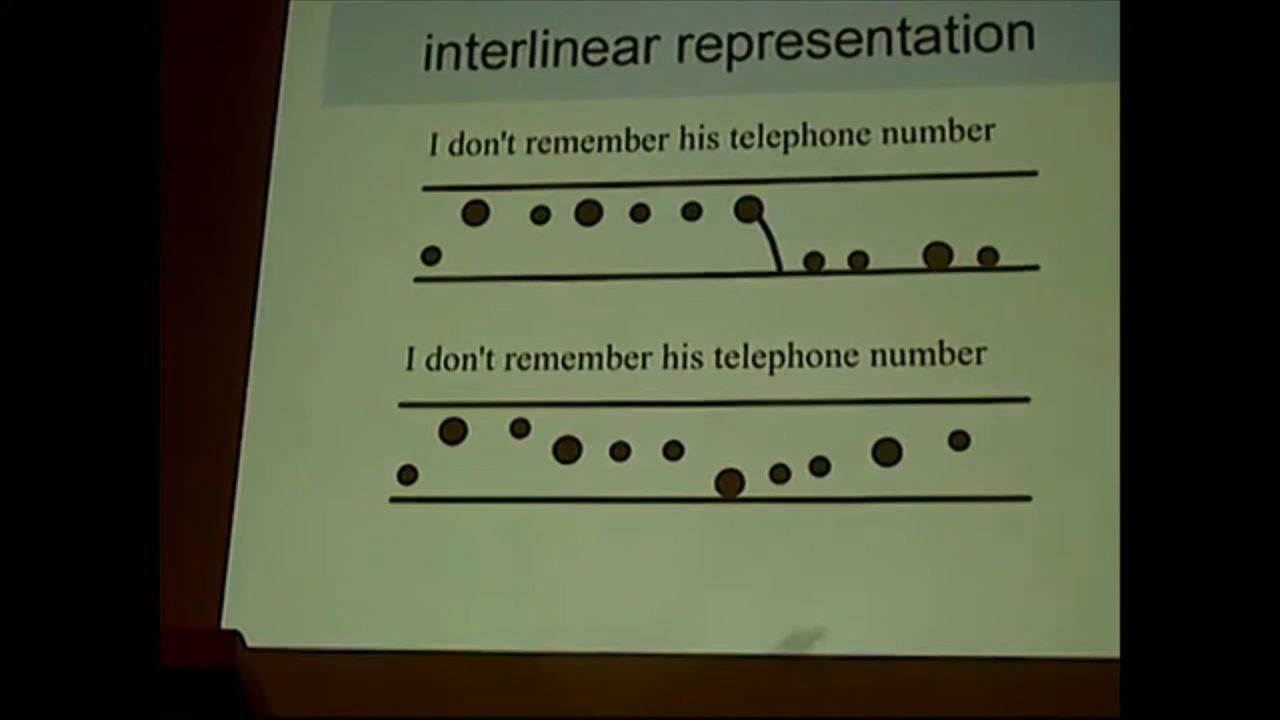 interlinear representation
I don't remember his telephone number
I don't remember his telephone number